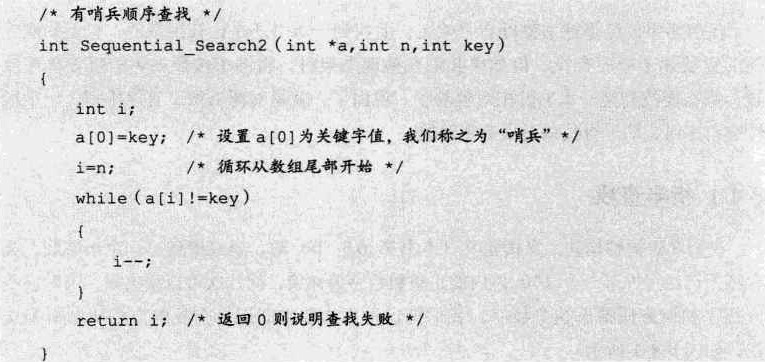 /* 有哨兵顺序查找 */
int Sequential_Search2(int *a,int n,int key)
{
int i;
a[0]=key; /* 设置a[0]为关键字值，我们称之为“哨兵”*/
i=n; /* 循环从数组尾部开始 */
while(a[i]!=key)
{
i--;
}
return i; /* 返回0则说明查找失败 */
}